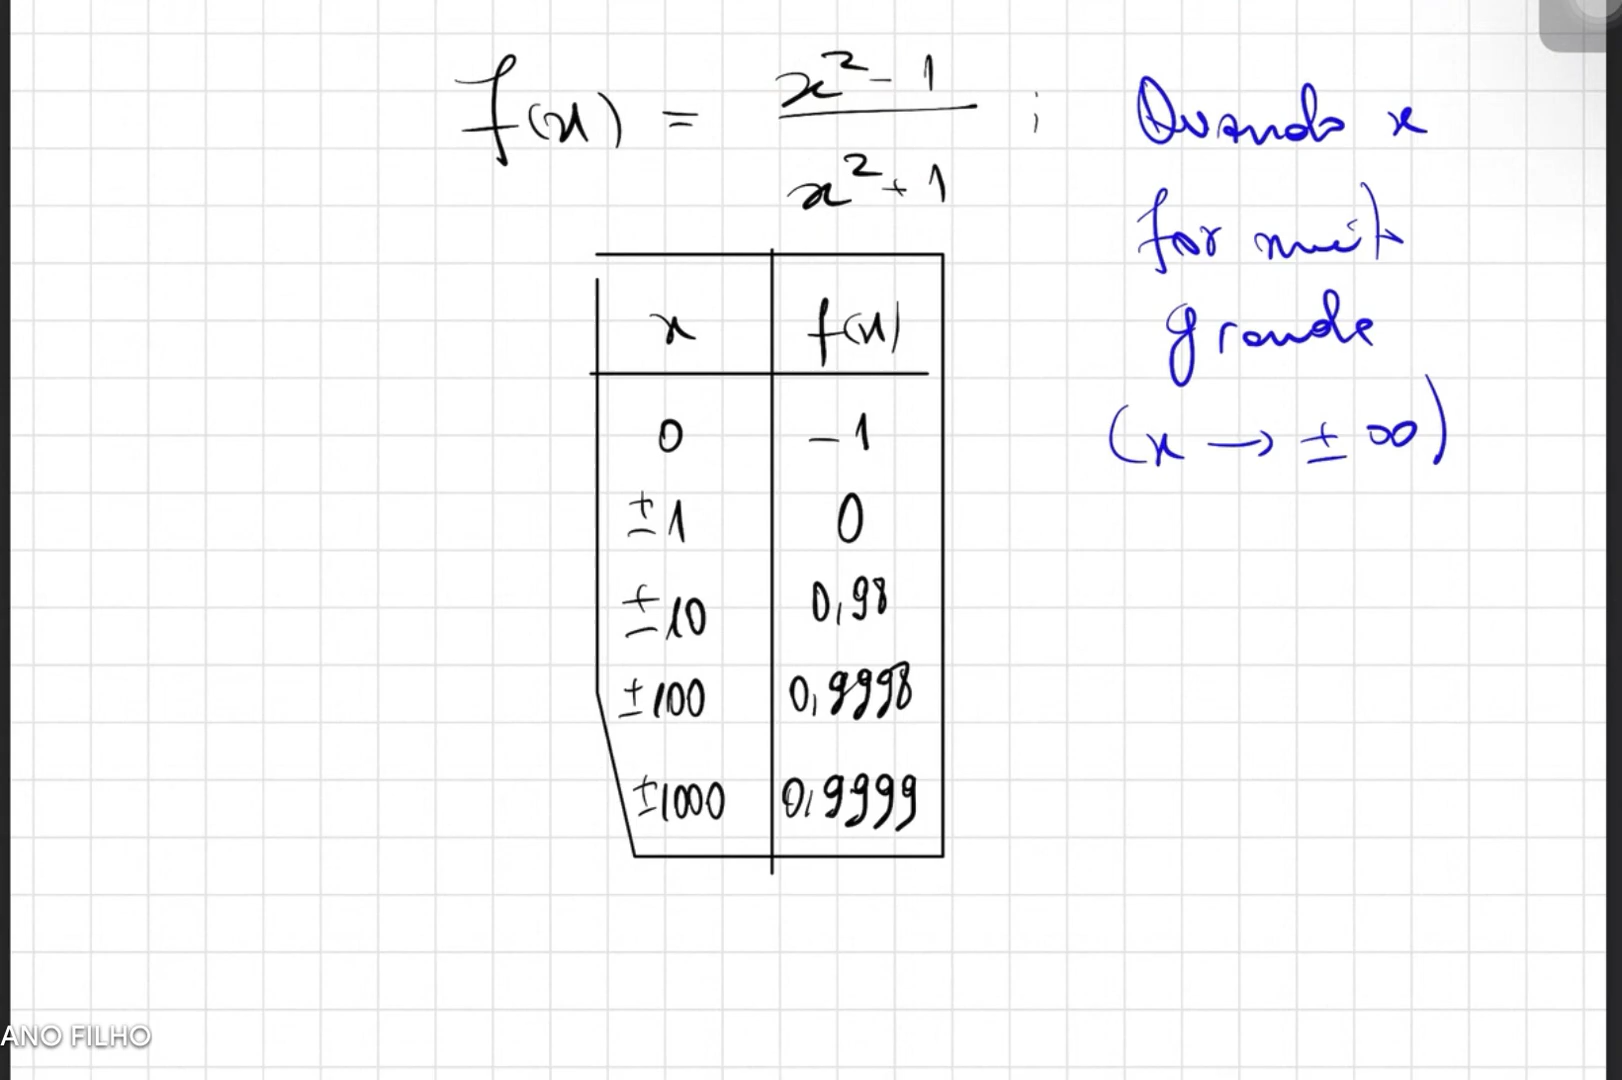 f(x) = x² - 1 / x² + 1 ; Quando x
for muito
grande
(x → ± ∞)
x f(x)
0 -1
±1 0
±10 0,98
±100 0,9998
±1000 0,9999
ANO FILHO